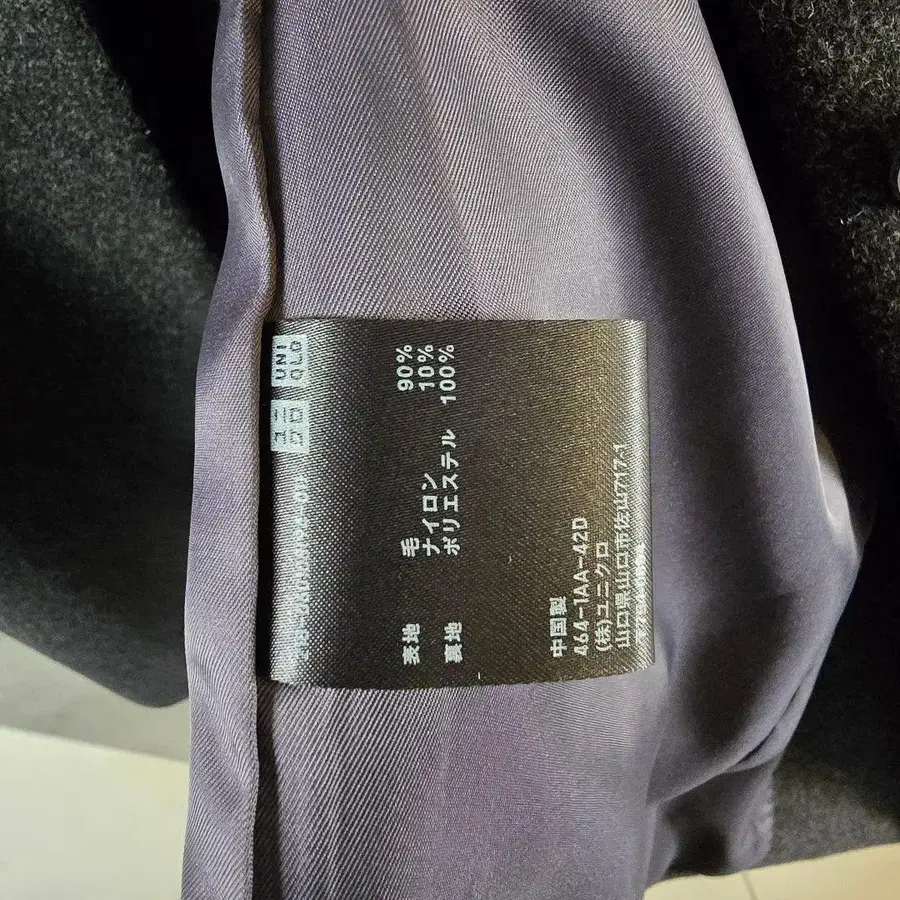 ユニ
クロ
UNI
QLO
表地 毛 90%
ナイロン 10%
裏地 ポリエステル 100%
中国製
464-1AA-42D
(株)ユニクロ
山口県山口市佐山717-1